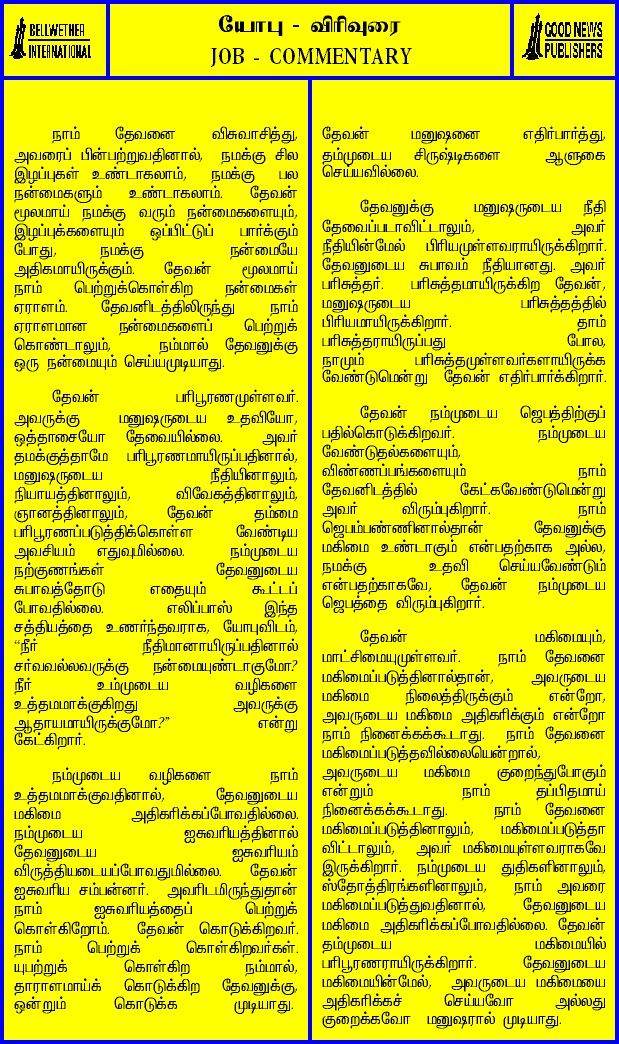 BELLWETHER
INTERNATIONAL
யோபு - விரிவுரை
JOB - COMMENTARY
GOOD NEWS
PUBLISHERS
நாம் தேவனை விசுவாசித்து,
அவரைப் பின்பற்றுவதினால், நமக்கு சில
இழப்புகள் உண்டாகலாம், நமக்கு பல
நன்மைகளும் உண்டாகலாம். தேவன்
மூலமாய் நமக்கு வரும் நன்மைகளையும்,
இழப்புக்களையும் ஒப்பிட்டுப் பார்க்கும்
போது, நமக்கு நன்மையே
அதிகமாயிருக்கும். தேவன் மூலமாய்
நாம் பெற்றுக்கொள்கிற நன்மைகள்
ஏராளம். தேவனிடத்திலிருந்து நாம்
ஏராளமான நன்மைகளைப் பெற்றுக்
கொண்டாலும், நம்மால் தேவனுக்கு
ஒரு நன்மையும் செய்யமுடியாது.
தேவன் பரிபூரணமுள்ளவர்.
அவருக்கு மனுஷருடைய உதவியோ,
ஒத்தாசையோ தேவையில்லை. அவர்
தமக்குத்தாமே பரிபூரணமாயிருப்பதினால்,
மனுஷருடைய நீதியினாலும்,
நியாயத்தினாலும், விவேகத்தினாலும்,
ஞானத்தினாலும், தேவன் தம்மை
பரிபூரணப்படுத்திக்கொள்ள வேண்டிய
அவசியம் எதுவுமில்லை. நம்முடைய
நற்குணங்கள் தேவனுடைய
சுபாவத்தோடு எதையும் கூட்டப்
போவதில்லை. எலிப்பாஸ் இந்த
சத்தியத்தை உணர்ந்தவராக, யோபுவிடம்,
“நீர் நீதிமானாயிருப்பதினால்
சர்வவல்லவருக்கு நன்மையுண்டாகுமோ?
நீர் உம்முடைய வழிகளை
உத்தமமாக்குகிறது அவருக்கு
ஆதாயமாயிருக்குமோ?” என்று
கேட்கிறார்.
நம்முடைய வழிகளை நாம்
உத்தமமாக்குவதினால், தேவனுடைய
மகிமை அதிகரிக்கப்போவதில்லை.
நம்முடைய ஐசுவரியத்தினால்
தேவனுடைய ஐசுவரியம்
விருத்தியடையப்போவதுமில்லை. தேவன்
ஐசுவரிய சம்பன்னர். அவரிடமிருந்துதான்
நாம் ஐசுவரியத்தைப் பெற்றுக்
கொள்கிறோம். தேவன் கொடுக்கிறவர்.
நாம் பெற்றுக் கொள்கிறவர்கள்.
யுபற்றுக் கொள்கிற நம்மால்,
தாராளமாய்க் கொடுக்கிற தேவனுக்கு,
ஒன்றும் கொடுக்க முடியாது.
தேவன் மனுஷனை எதிர்பார்த்து,
தம்முடைய சிருஷ்டிகளை ஆளுகை
செய்யவில்லை.
தேவனுக்கு மனுஷருடைய நீதி
தேவைப்படாவிட்டாலும், அவர்
நீதியின்மேல் பிரியமுள்ளவராயிருக்கிறார்.
தேவனுடைய சுபாவம் நீதியானது. அவர்
பரிசுத்தர். பரிசுத்தமாயிருக்கிற தேவன்,
மனுஷருடைய பரிசுத்தத்தில்
பிரியமாயிருக்கிறார். தாம்
பரிசுத்தராயிருப்பது போல,
நாமும் பரிசுத்தமுள்ளவர்களாயிருக்க
வேண்டுமென்று தேவன் எதிர்பார்க்கிறார்.
தேவன் நம்முடைய ஜெபத்திற்குப்
பதில்கொடுக்கிறவர். நம்முடைய
வேண்டுதல்களையும்,
விண்ணப்பங்களையும் நாம்
தேவனிடத்தில் கேட்கவேண்டுமென்று
அவர் விரும்புகிறார். நாம்
ஜெபம்பண்ணினால்தான் தேவனுக்கு
மகிமை உண்டாகும் என்பதற்காக அல்ல,
நமக்கு உதவி செய்யவேண்டும்
என்பதற்காகவே, தேவன் நம்முடைய
ஜெபத்தை விரும்புகிறார்.
தேவன் மகிமையும்,
மாட்சிமையுமுள்ளவர். நாம் தேவனை
மகிமைப்படுத்தினால்தான், அவருடைய
மகிமை நிலைத்திருக்கும் என்றோ,
அவருடைய மகிமை அதிகரிக்கும் என்றோ
நாம் நினைக்கக்கூடாது. நாம் தேவனை
மகிமைப்படுத்தவில்லையென்றால்,
அவருடைய மகிமை குறைந்துபோகும்
என்றும் நாம் தப்பிதமாய்
நினைக்கக்கூடாது. நாம் தேவனை
மகிமைப்படுத்தினாலும், மகிமைப்படுத்தா
விட்டாலும், அவர் மகிமையுள்ளவராகவே
இருக்கிறார். நம்முடைய துதிகளினாலும்,
ஸ்தோத்திரங்களினாலும், நாம் அவரை
மகிமைப்படுத்துவதினால், தேவனுடைய
மகிமை அதிகரிக்கப்போவதில்லை. தேவன்
தம்முடைய மகிமையில்
பரிபூரணராயிருக்கிறார். தேவனுடைய
மகிமையின்மேல், அவருடைய மகிமையை
அதிகரிக்கச் செய்யவோ அல்லது
குறைக்கவோ மனுஷரால் முடியாது.